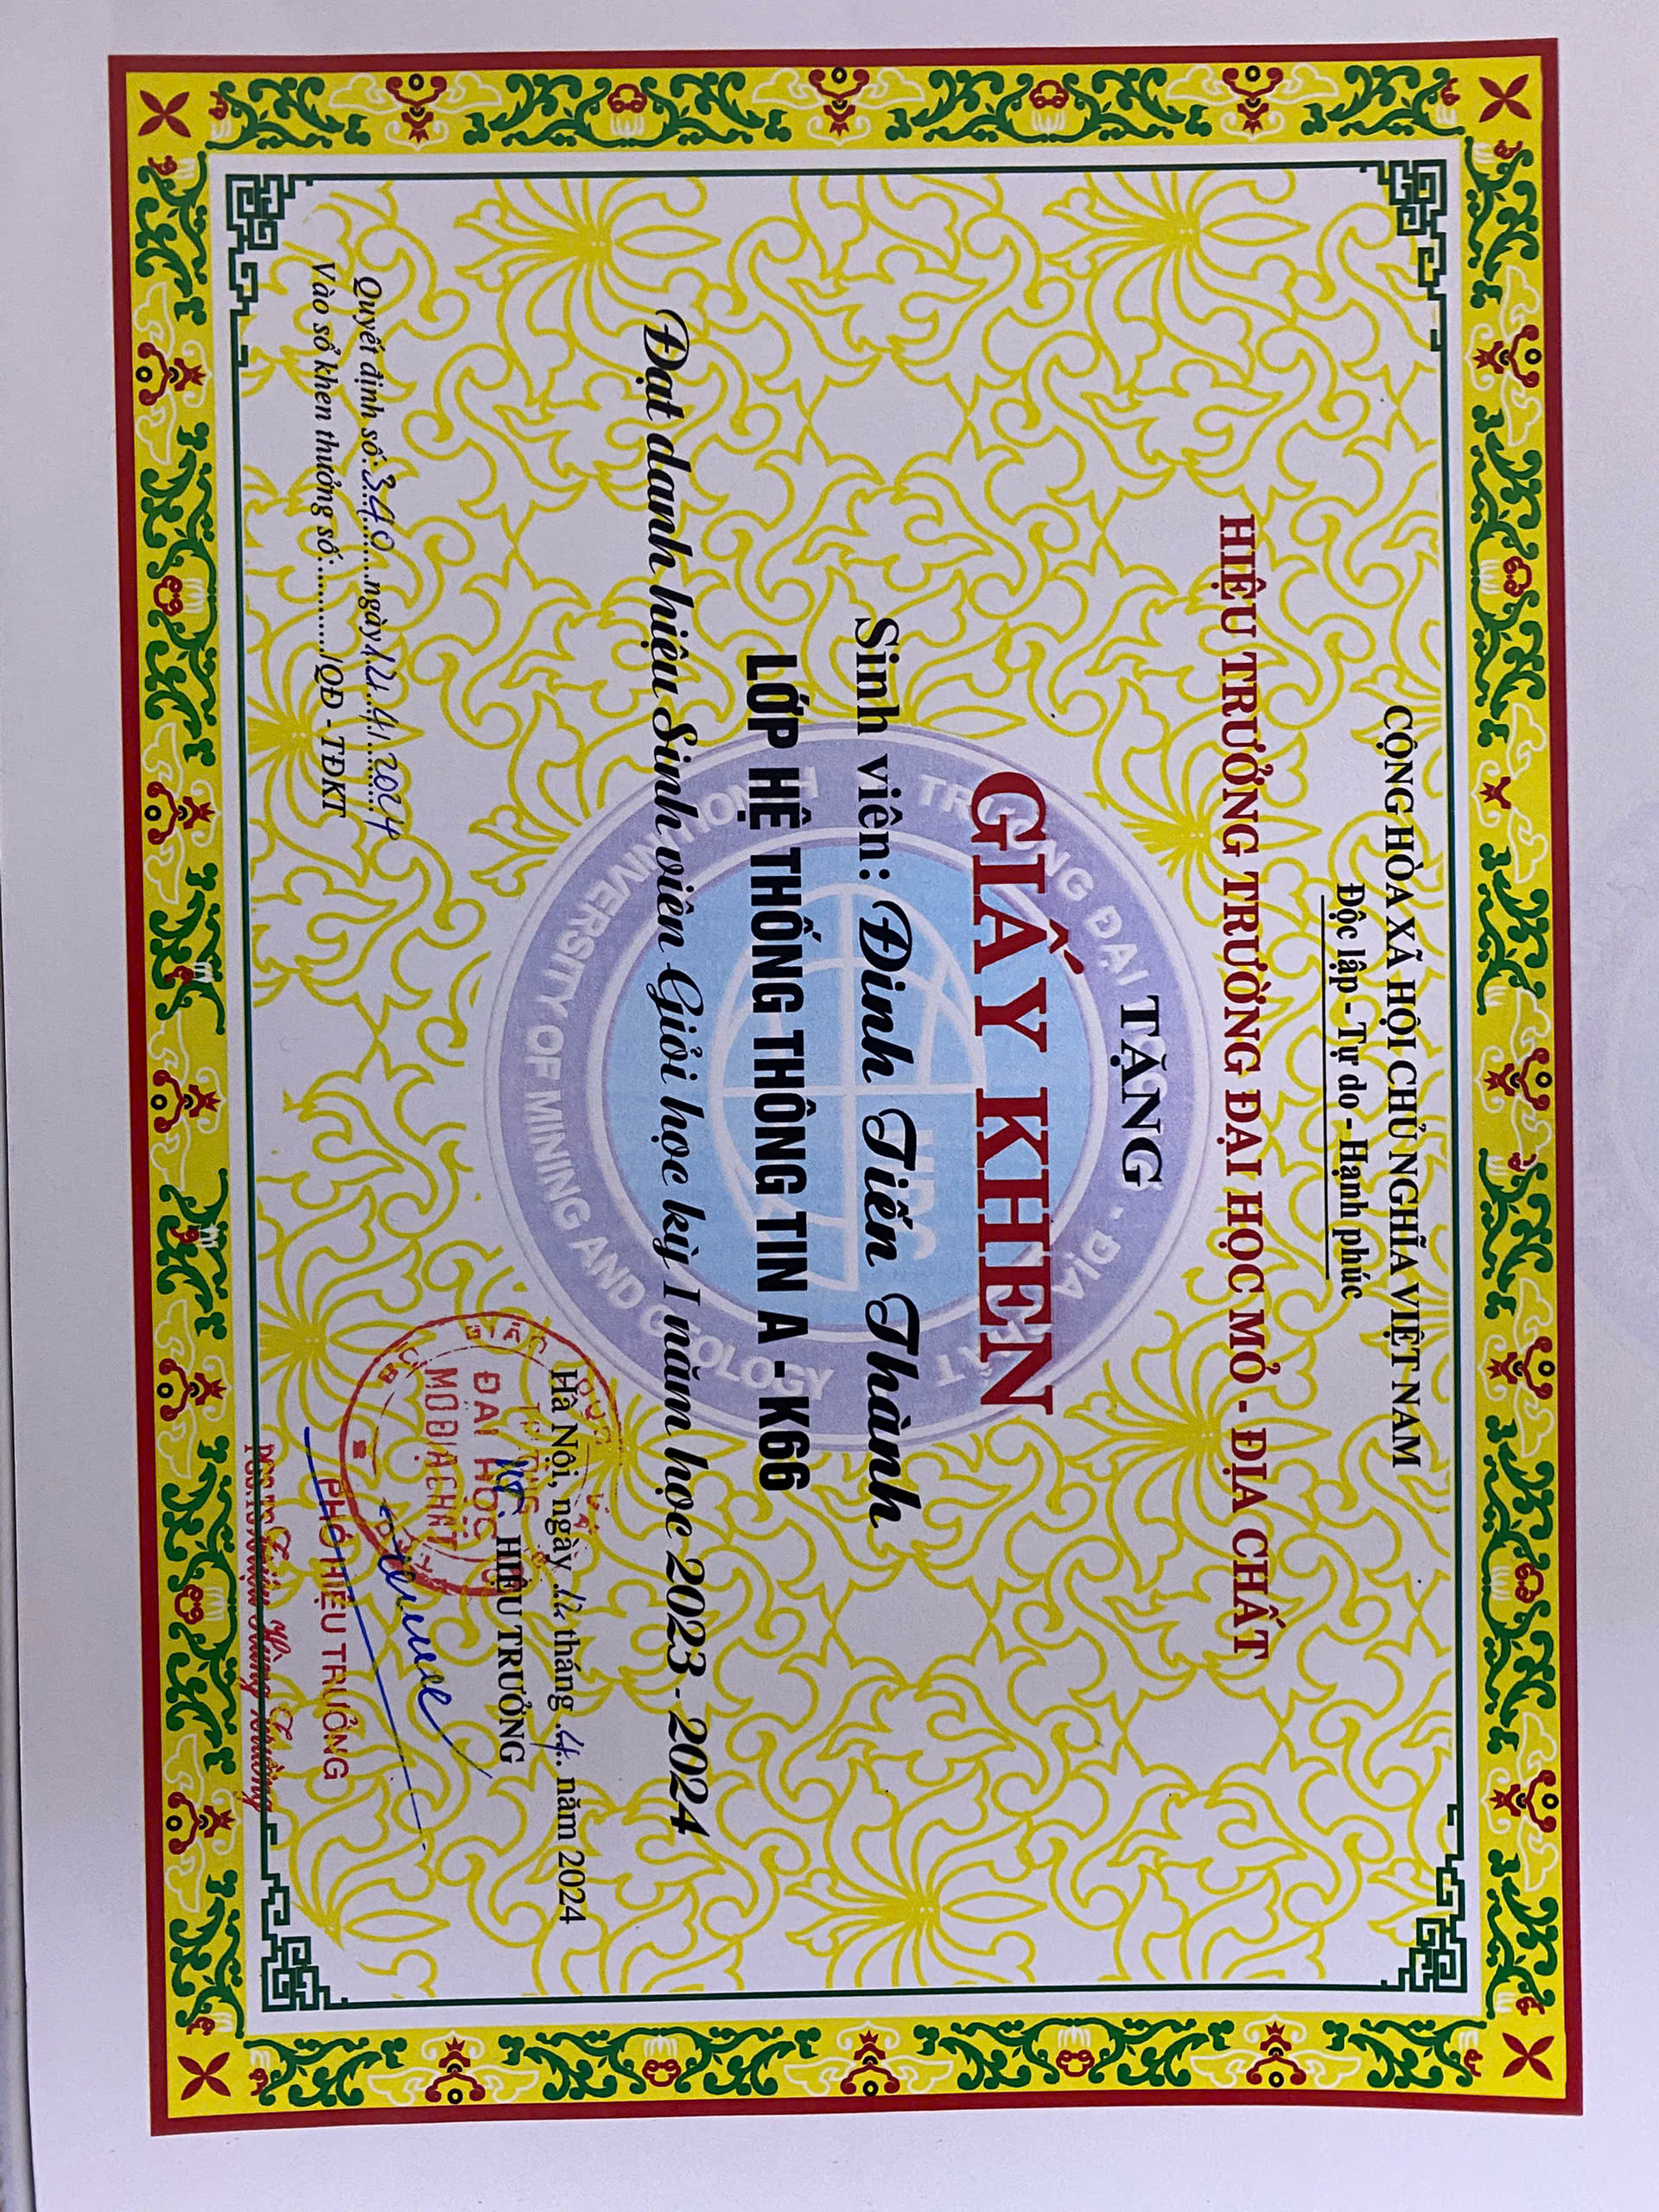 CỘNG HÒA XÃ HỘI CHỦ NGHĨA VIỆT NAM
Độc lập - Tự do - Hạnh phúc
HIỆU TRƯỞNG TRƯỜNG ĐẠI HỌC MỎ - ĐỊA CHẤT
TẶNG
GIẤY KHEN
Sinh viên: Đinh Tiến Thành
LỚP HỆ THỐNG THÔNG TIN A - K66
Đạt danh hiệu Sinh viên Giỏi học kỳ I năm học 2023 - 2024
Hà Nội, ngày 12 tháng 4 năm 2024
KT. HIỆU TRƯỞNG
TRƯỜNG
ĐẠI HỌC
MỎ ĐỊA CHẤT
PHÓ HIỆU TRƯỞNG
PGS.TS Triệu Hùng Trường
Quyết định số: 340 ngày 12/4/2024
Vào sổ khen thưởng số:.........../QĐ - TĐKT
TRƯỜNG ĐẠI - ĐỊA CHẤT
UNIVERSITY OF MINING AND GEOLOGY